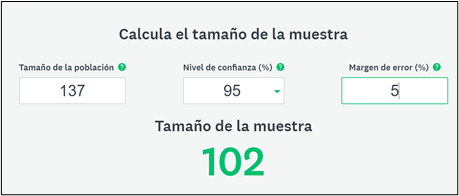 Calcula el tamaño de la muestra
Tamaño de la población ? Nivel de confianza (%) ? Margen de error (%) ?
137 95 5
Tamaño de la muestra
102